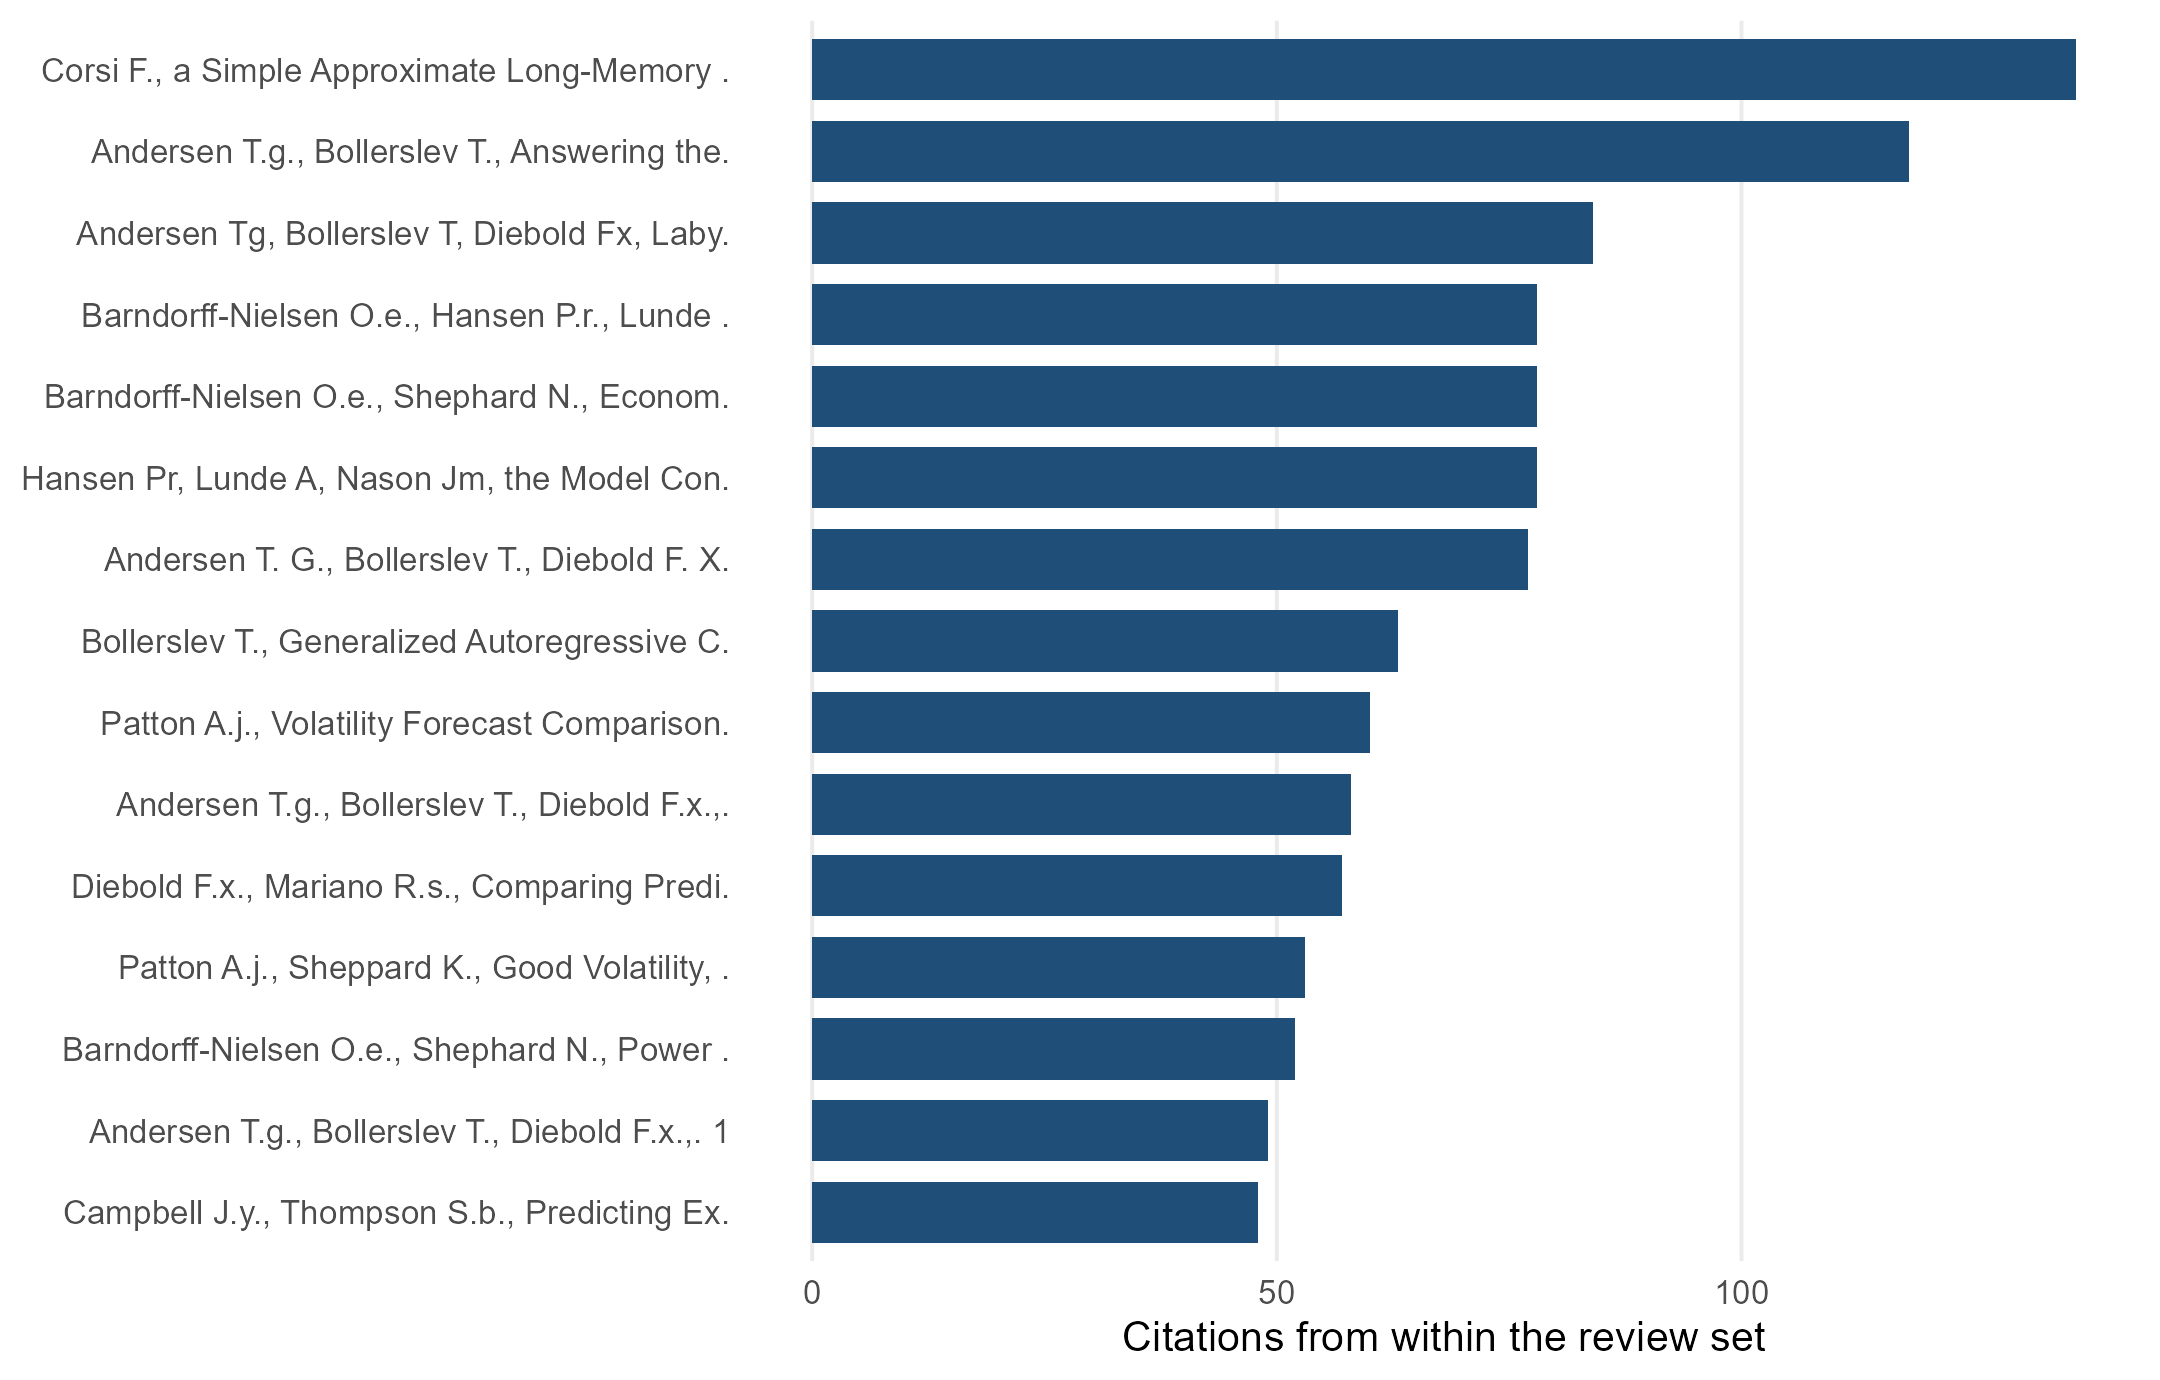 Corsi F., a Simple Approximate Long-Memory .
Andersen T.g., Bollerslev T., Answering the.
Andersen Tg, Bollerslev T, Diebold Fx, Laby.
Barndorff-Nielsen O.e., Hansen P.r., Lunde .
Barndorff-Nielsen O.e., Shephard N., Econom.
Hansen Pr, Lunde A, Nason Jm, the Model Con.
Andersen T. G., Bollerslev T., Diebold F. X.
Bollerslev T., Generalized Autoregressive C.
Patton A.j., Volatility Forecast Comparison.
Andersen T.g., Bollerslev T., Diebold F.x.,.
Diebold F.x., Mariano R.s., Comparing Predi.
Patton A.j., Sheppard K., Good Volatility, .
Barndorff-Nielsen O.e., Shephard N., Power .
Andersen T.g., Bollerslev T., Diebold F.x.,. 1
Campbell J.y., Thompson S.b., Predicting Ex.
0 50 100
Citations from within the review set